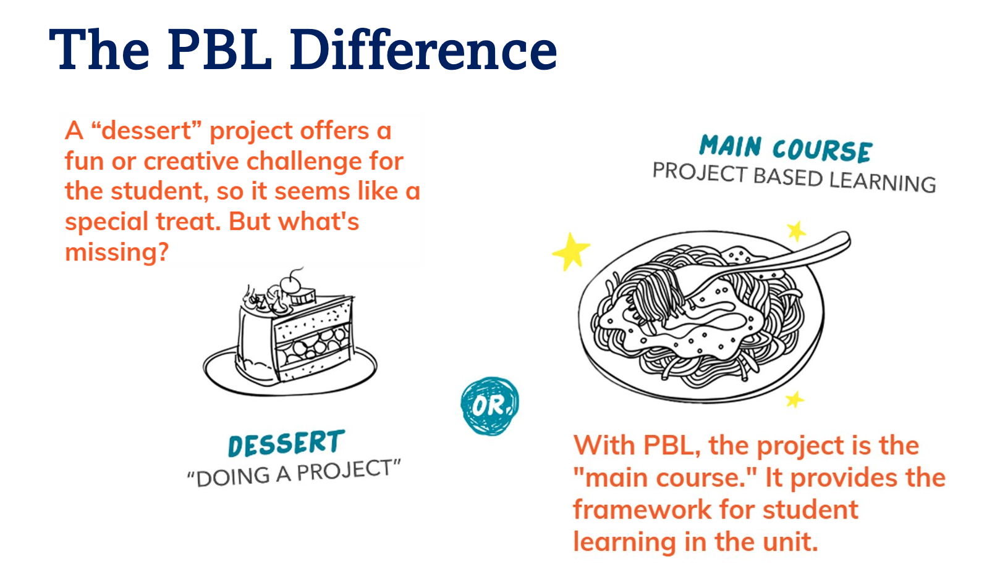 The PBL Difference
A “dessert” project offers a
fun or creative challenge for
the student, so it seems like a
special treat. But what's
missing?
DESSERT
“DOING A PROJECT”
OR
MAIN COURSE
PROJECT BASED LEARNING
With PBL, the project is the
"main course." It provides the
framework for student
learning in the unit.